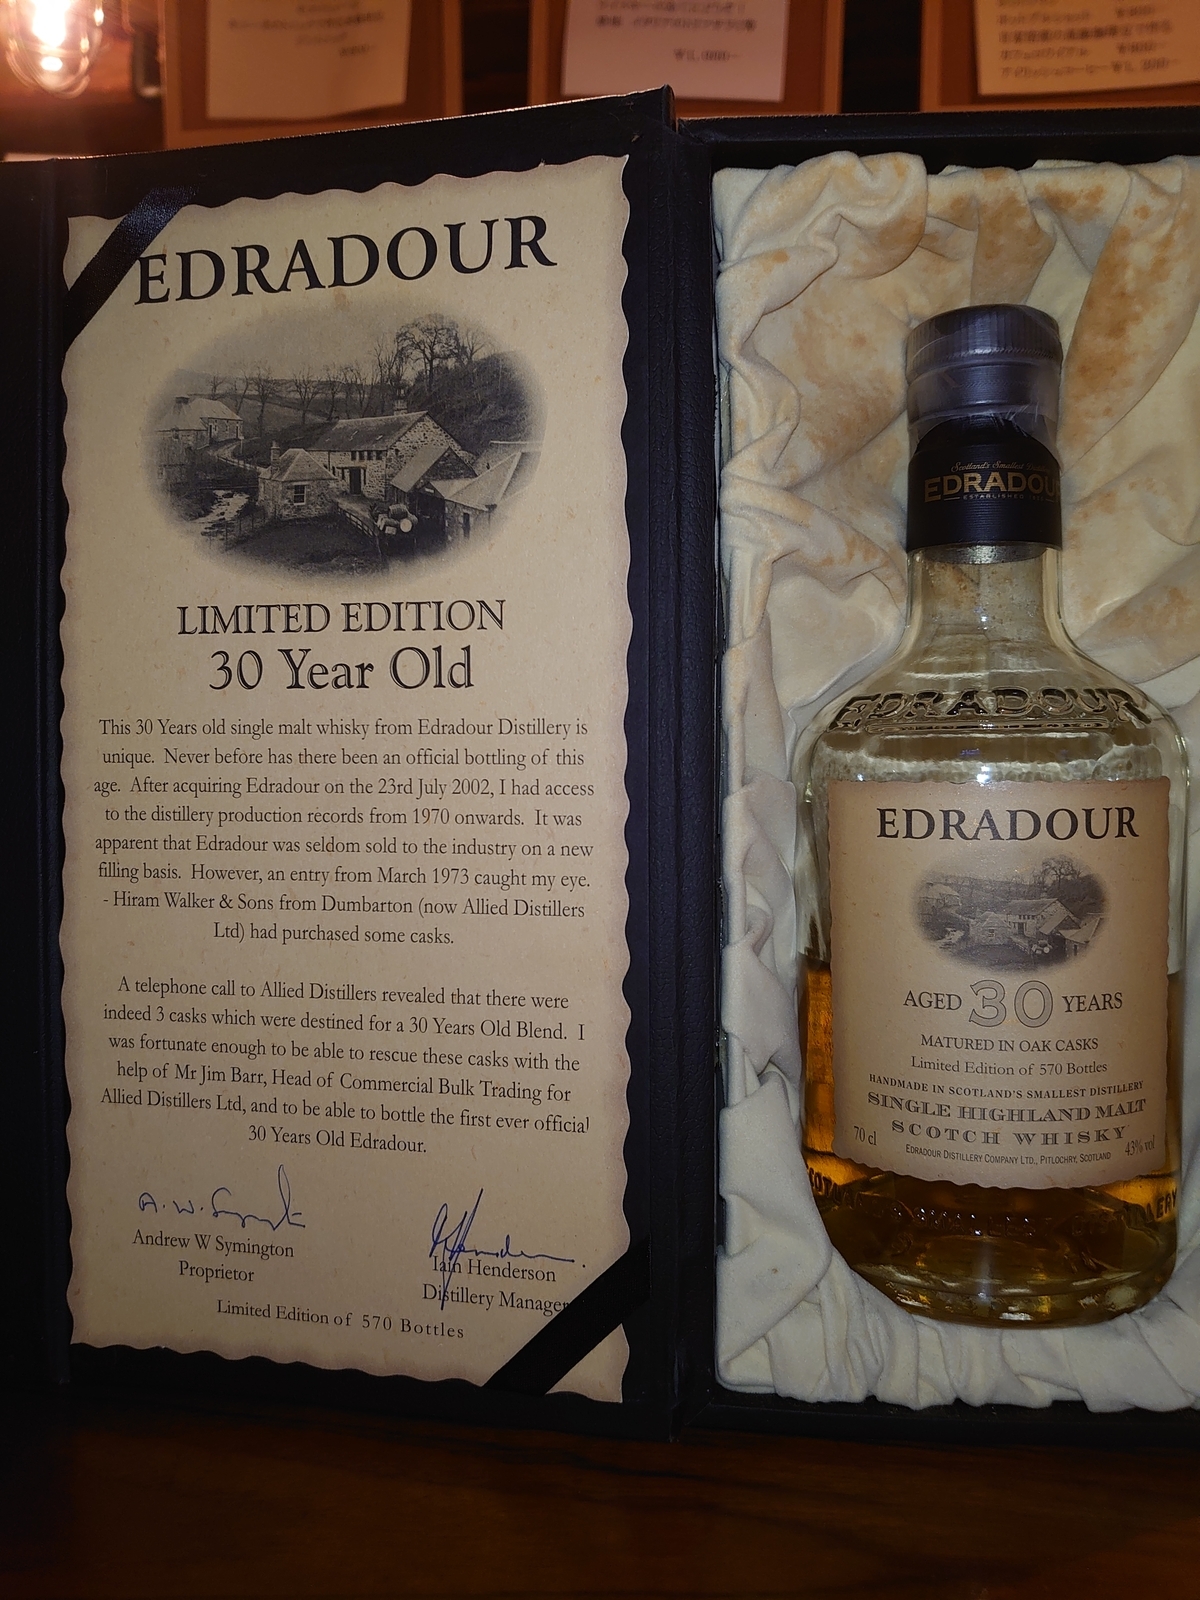 EDRADOUR
LIMITED EDITION
30 Year Old
This 30 Years old single malt whisky from Edradour Distillery is
unique. Never before has there been an official bottling of this
age. After acquiring Edradour on the 23rd July 2002, I had access
to the distillery production records from 1970 onwards. It was
apparent that Edradour was seldom sold to the industry on a new
filling basis. However, an entry from March 1973 caught my eye.
- Hiram Walker & Sons from Dumbarton (now Allied Distillers
Ltd) had purchased some casks.
A telephone call to Allied Distillers revealed that there were
indeed 3 casks which were destined for a 30 Years Old Blend. I
was fortunate enough to be able to rescue these casks with the
help of Mr Jim Barr, Head of Commercial Bulk Trading for
Allied Distillers Ltd, and to be able to bottle the first ever official
30 Years Old Edradour.
A.W. Symington
Andrew W Symington
Proprietor
Iain Henderson
Distillery Manager
Limited Edition of 570 Bottles
Scotland's Smallest
EDRADOUR
ESTABLISHED
EDRADOUR
EDRADOUR
AGED 30 YEARS
MATURED IN OAK CASKS
Limited Edition of 570 Bottles
HANDMADE IN SCOTLAND'S SMALLEST DISTILLERY
SINGLE HIGHLAND MALT
SCOTCH WHISKY
70 cl
EDRADOUR DISTILLERY COMPANY LTD., PITLOCHRY, SCOTLAND
43% vol